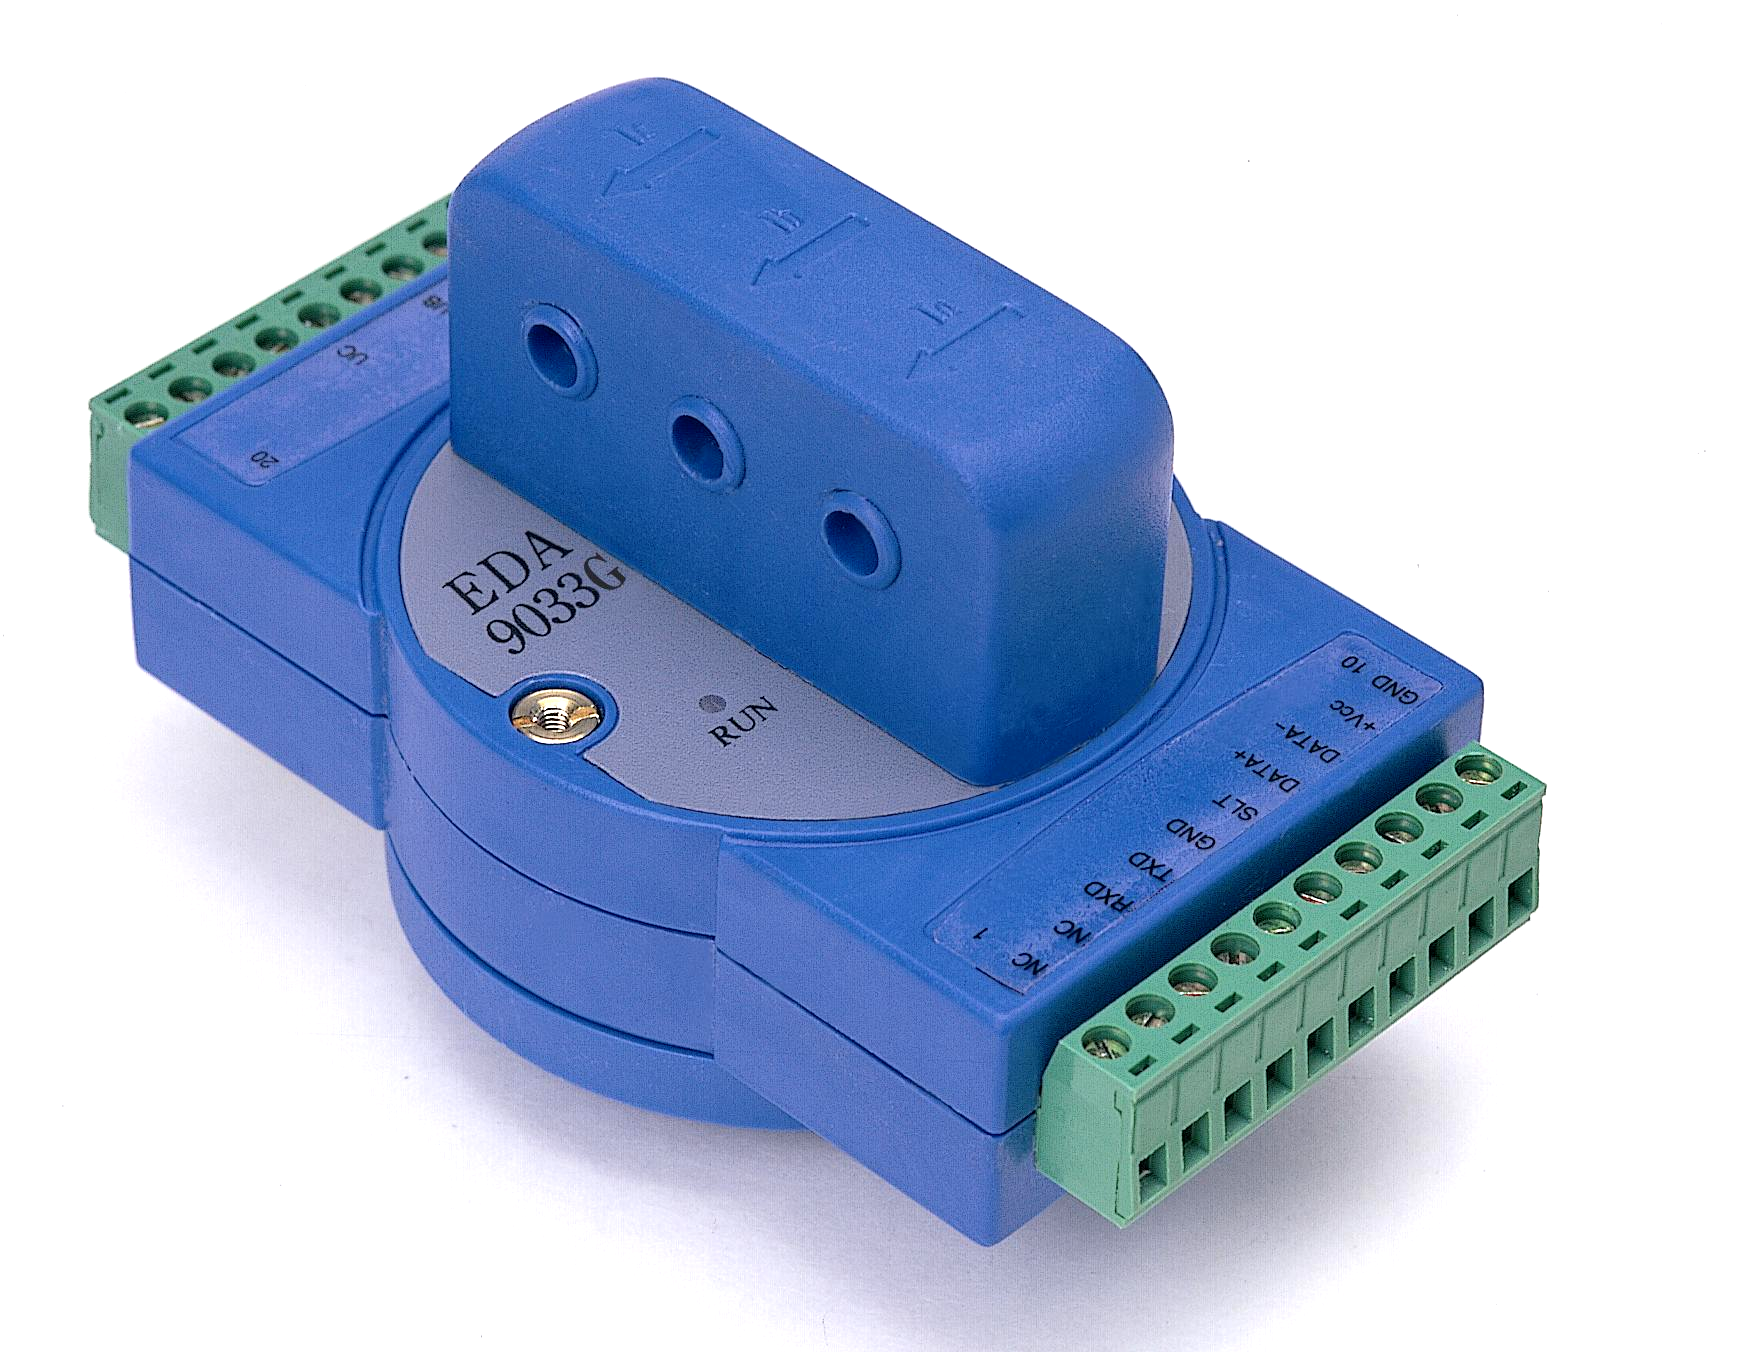 EDA
9033G
RUN
UC
20
GND 10
+Vcc
DATA-
DATA+
SLT
GND
TXD
RXD
NC
NC 1